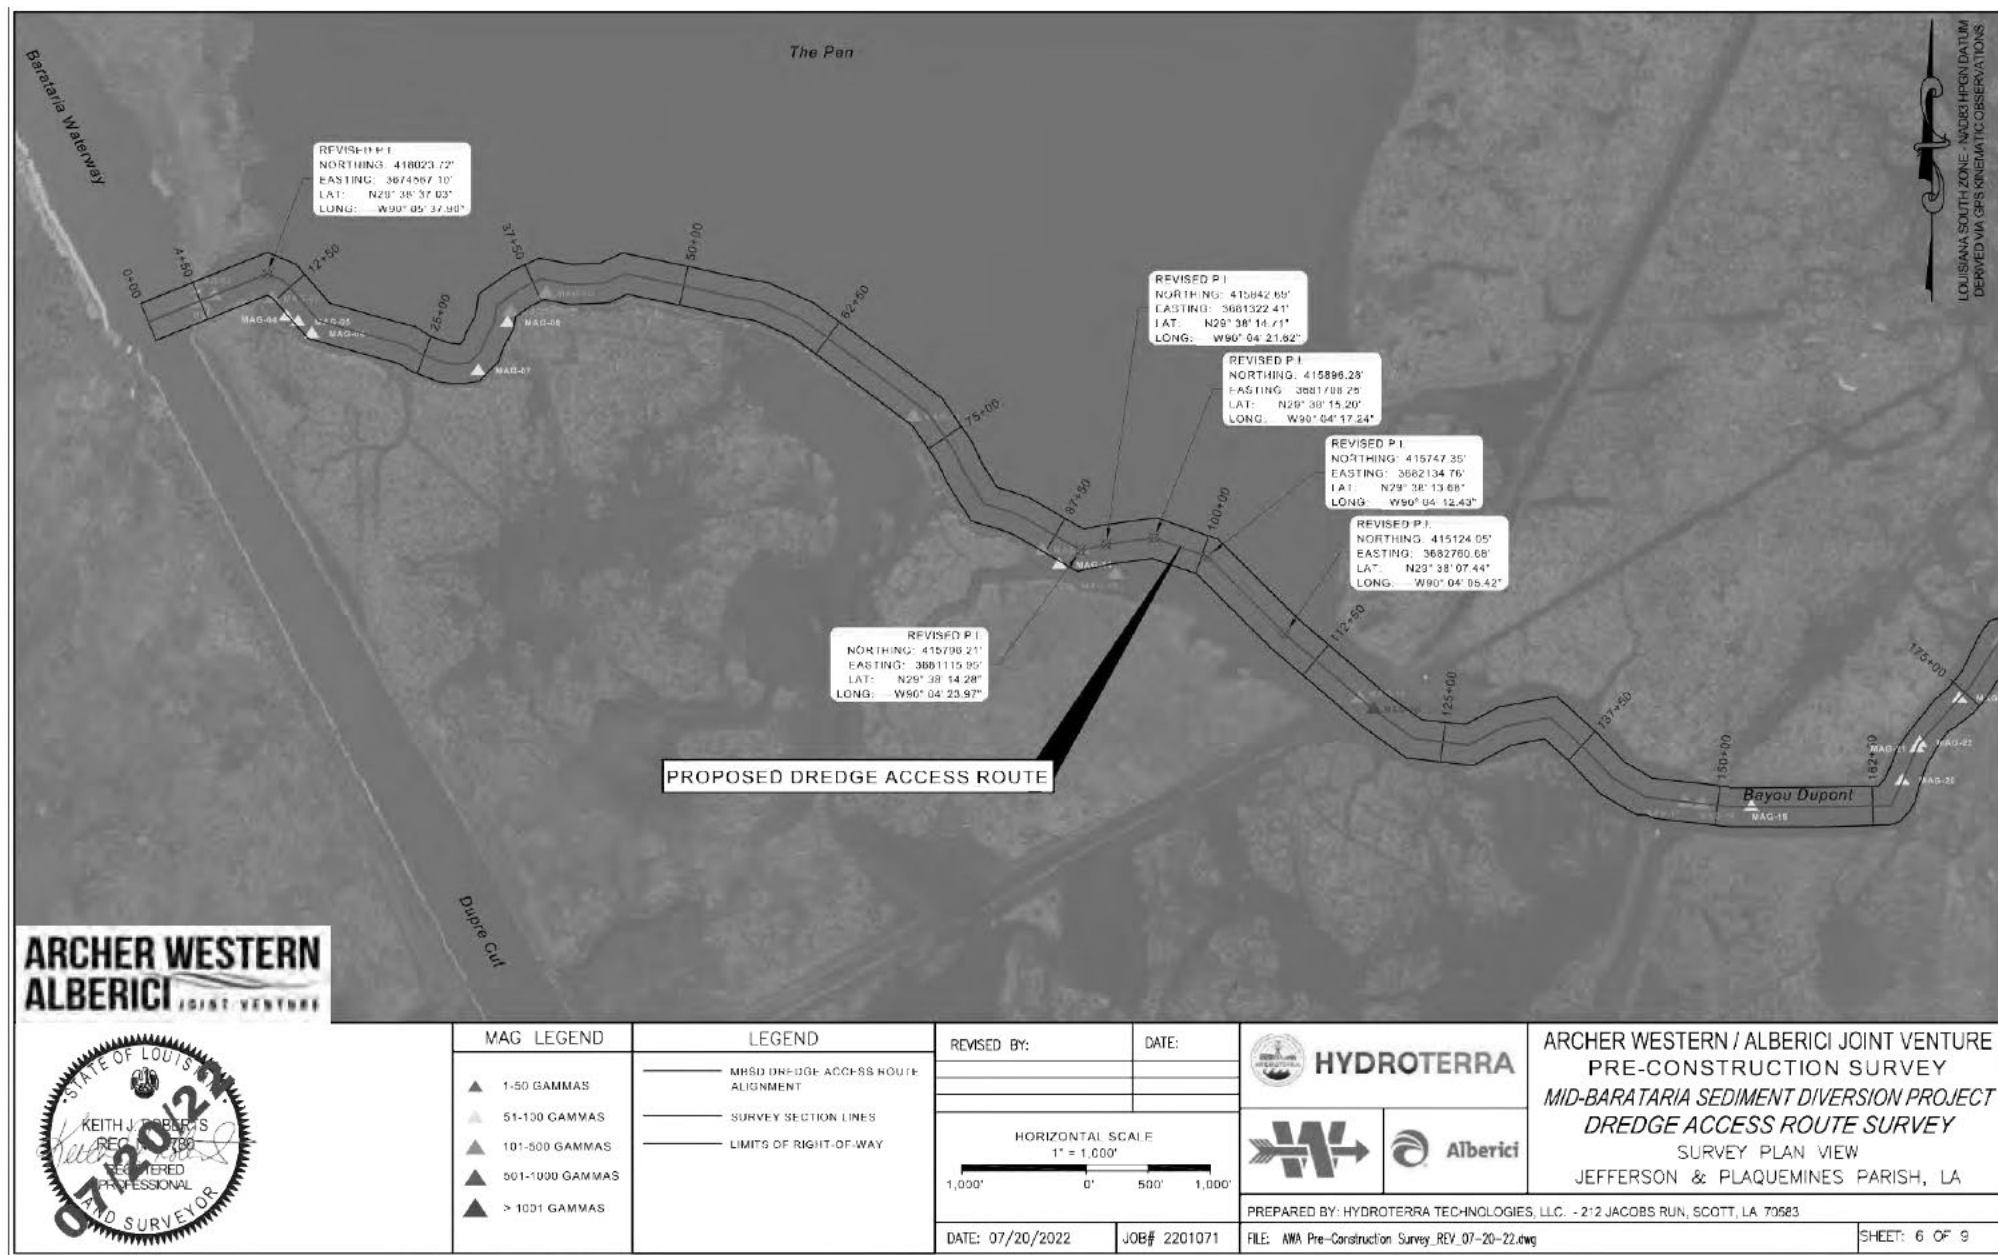 The Pen
Barataria Waterway
LOUISIANA SOUTH ZONE - NAD83 HPGN DATUM
DERIVED VIA GPS KINEMATIC OBSERVATIONS
REVISED P.I.
NORTHING: 418023.72'
EASTING: 3674567.10'
LAT: N29° 38' 37.03"
LONG: W90° 05' 37.90"
0+00
4+50
12+50
25+00
37+50
50+00
62+50
75+00
87+50
100+00
112+50
125+00
137+50
150+00
162+50
175+00
MAG-04
MAG-05
MAG-06
MAG-07
MAG-08
REVISED P.I.
NORTHING: 415842.69'
EASTING: 3681322.41'
LAT: N29° 38' 14.71"
LONG: W90° 04' 21.62"
REVISED P.I.
NORTHING: 415896.28'
EASTING: 3681708.26'
LAT: N29° 38' 15.20"
LONG: W90° 04' 17.24"
REVISED P.I.
NORTHING: 415747.35'
EASTING: 3682134.76'
LAT: N29° 38' 13.68"
LONG: W90° 04' 12.43"
REVISED P.I.
NORTHING: 415124.05'
EASTING: 3682760.68'
LAT: N29° 38' 07.44"
LONG: W90° 04' 05.42"
REVISED P.I.
NORTHING: 415796.21'
EASTING: 3681115.95'
LAT: N29° 38' 14.28"
LONG: W90° 04' 23.97"
PROPOSED DREDGE ACCESS ROUTE
MAG-21
MAG-22
MAG-20
Bayou Dupont
Dupre Cut
ARCHER WESTERN
ALBERICI JOINT VENTURE
STATE OF LOUISIANA
KEITH J. ROBERTS
REGISTERED
PROFESSIONAL
LAND SURVEYOR
07/20/22
MAG LEGEND
1-50 GAMMAS
51-100 GAMMAS
101-500 GAMMAS
501-1000 GAMMAS
> 1001 GAMMAS
LEGEND
MBSD DREDGE ACCESS ROUTE
ALIGNMENT
SURVEY SECTION LINES
LIMITS OF RIGHT-OF-WAY
REVISED BY: DATE:
HORIZONTAL SCALE
1" = 1,000'
1,000' 0' 500' 1,000'
DATE: 07/20/2022 JOB# 2201071
HYDROTERRA
Alberici
ARCHER WESTERN / ALBERICI JOINT VENTURE
PRE-CONSTRUCTION SURVEY
MID-BARATARIA SEDIMENT DIVERSION PROJECT
DREDGE ACCESS ROUTE SURVEY
SURVEY PLAN VIEW
JEFFERSON & PLAQUEMINES PARISH, LA
PREPARED BY: HYDROTERRA TECHNOLOGIES, LLC. - 212 JACOBS RUN, SCOTT, LA 70583
FILE: AWA Pre-Construction Survey_REV_07-20-22.dwg
SHEET: 6 OF 9